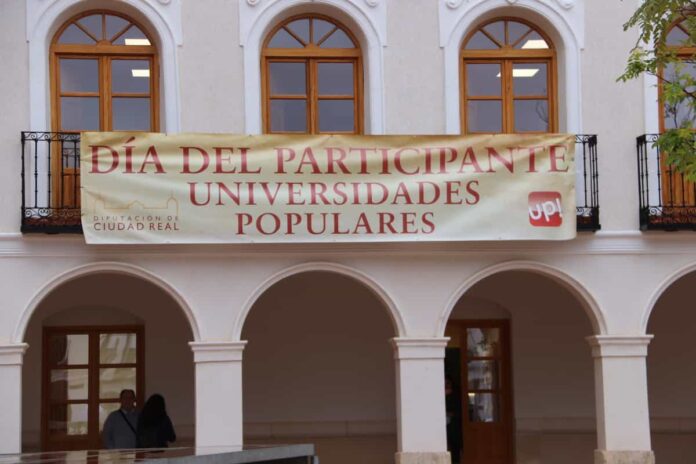 DÍA DEL PARTICIPANTE
UNIVERSIDADES
POPULARES
DIPUTACIÓN DE
CIUDAD REAL
up!